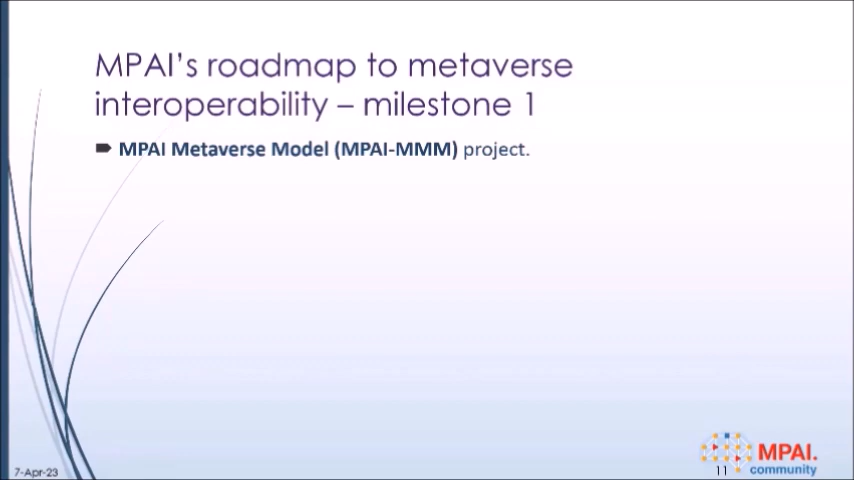 MPAI’s roadmap to metaverse
interoperability – milestone 1
MPAI Metaverse Model (MPAI-MMM) project.
7-Apr-23
11
MPAI.
community